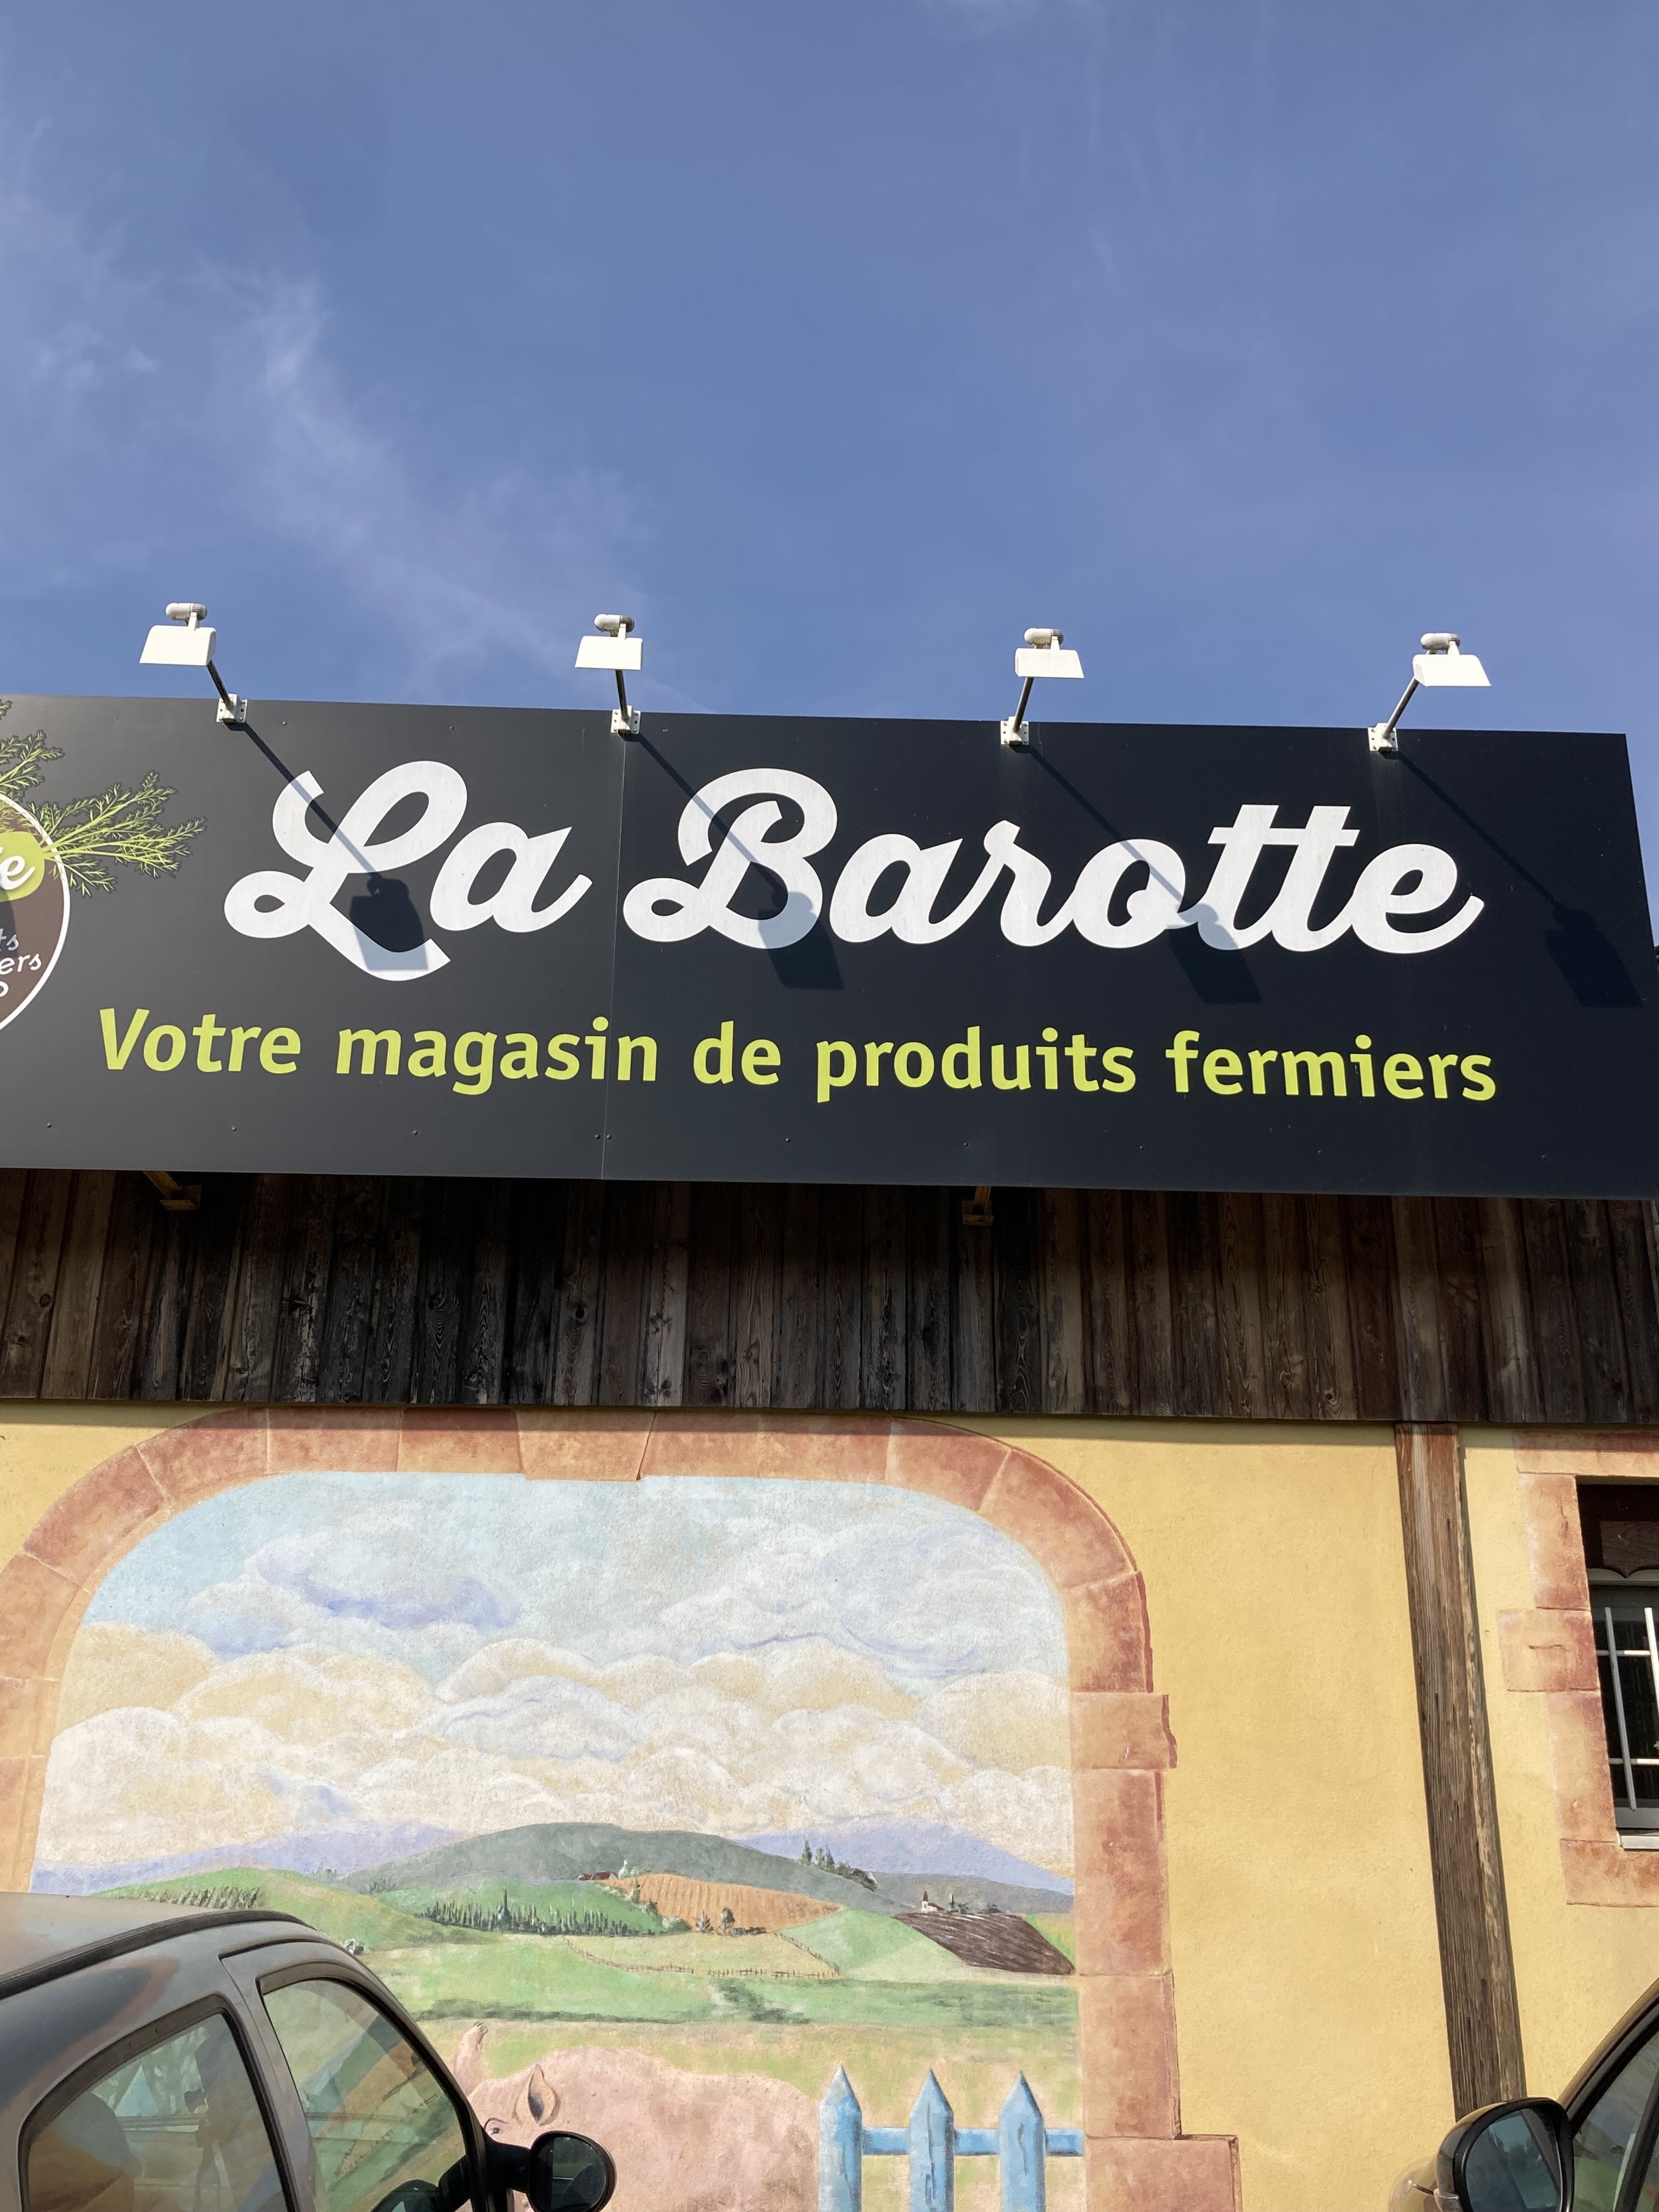 La Barotte
Votre magasin de produits fermiers